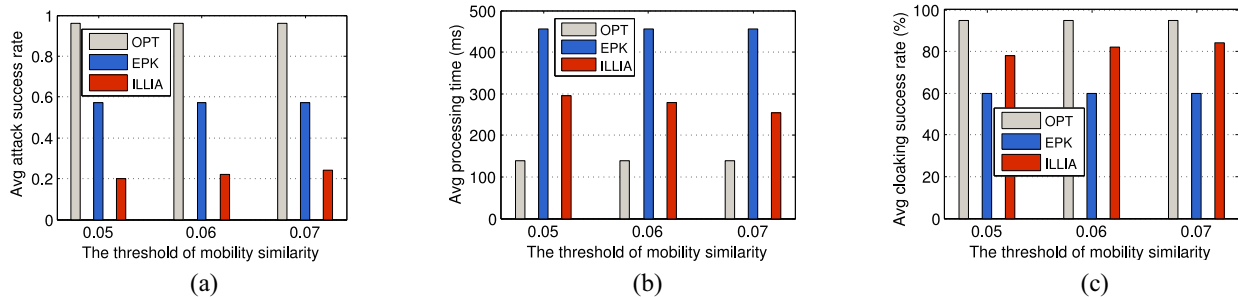 Avg attack success rate
1
0.8
0.6
0.4
0.2
0
OPT
EPK
ILLIA
0.05
0.06
0.07
The threshold of mobility similarity
(a)
Avg processing time (ms)
500
400
300
200
100
0
OPT
EPK
ILLIA
0.05
0.06
0.07
The threshold of mobility similarity
(b)
Avg cloaking success rate (%)
100
80
60
40
20
0
OPT
EPK
ILLIA
0.05
0.06
0.07
The threshold of mobility similarity
(c)